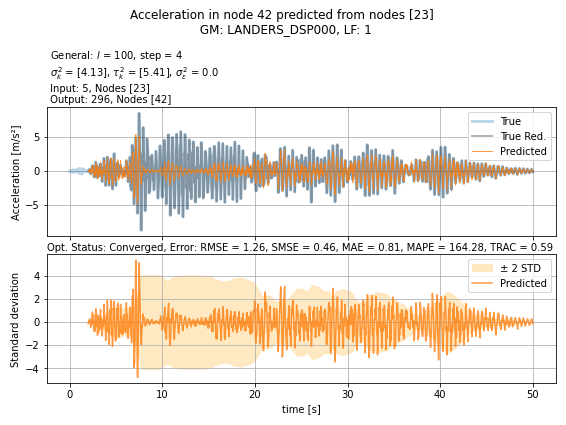 Acceleration in node 42 predicted from nodes [23]
GM: LANDERS_DSP000, LF: 1
General: l = 100, step = 4
σ²ₖ = [4.13], τ²ₖ = [5.41], σ²ε = 0.0
Input: 5, Nodes [23]
Output: 296, Nodes [42]
Acceleration [m/s²]
5
0
−5
True
True Red.
Predicted
Opt. Status: Converged, Error: RMSE = 1.26, SMSE = 0.46, MAE = 0.81, MAPE = 164.28, TRAC = 0.59
Standard deviation
4
2
0
−2
−4
± 2 STD
Predicted
0 10 20 30 40 50
time [s]